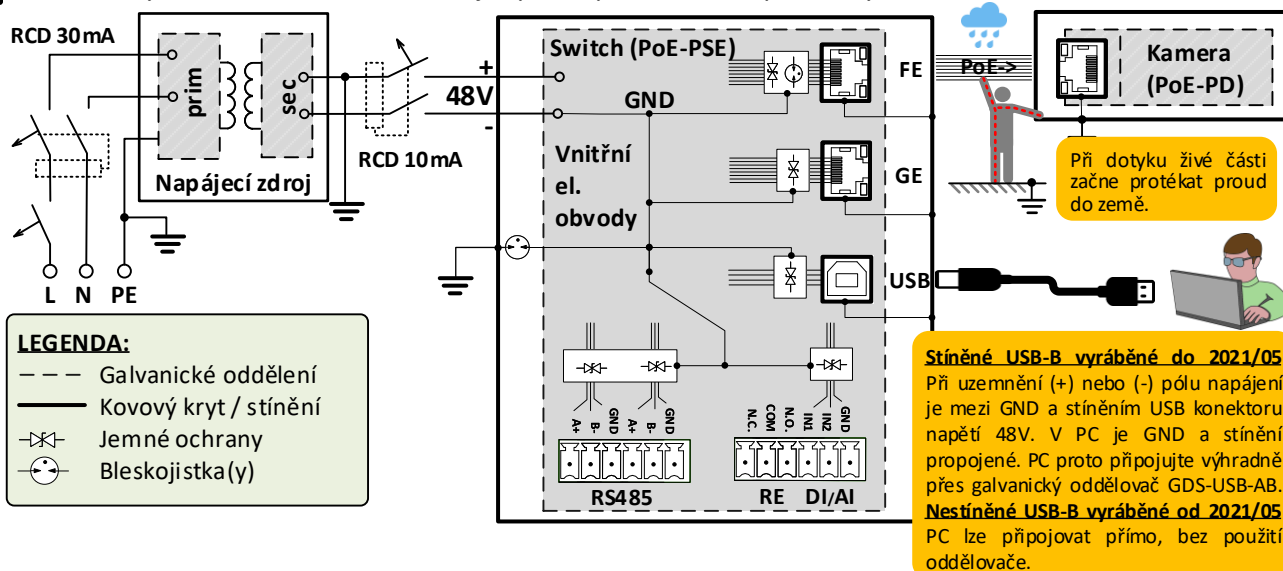 RCD 30mA
prim
sec
Napájecí zdroj
L N PE
RCD 10mA
+
48V
-
Switch (PoE-PSE)
GND
Vnitřní
el.
obvody
FE
GE
USB
PoE->
Kamera
(PoE-PD)
Při dotyku živé části
začne protékat proud
do země.
A+ B- GND A+ B- GND
RS485
N.C. COM N.O. IN1 IN2 GND
RE DI/AI
LEGENDA:
Galvanické oddělení
Kovový kryt / stínění
Jemné ochrany
Bleskojistka(y)
Stíněné USB-B vyráběné do 2021/05
Při uzemnění (+) nebo (-) pólu napájení
je mezi GND a stíněním USB konektoru
napětí 48V. V PC je GND a stínění
propojené. PC proto připojujte výhradně
přes galvanický oddělovač GDS-USB-AB.
Nestíněné USB-B vyráběné od 2021/05
PC lze připojovat přímo, bez použití
oddělovače.